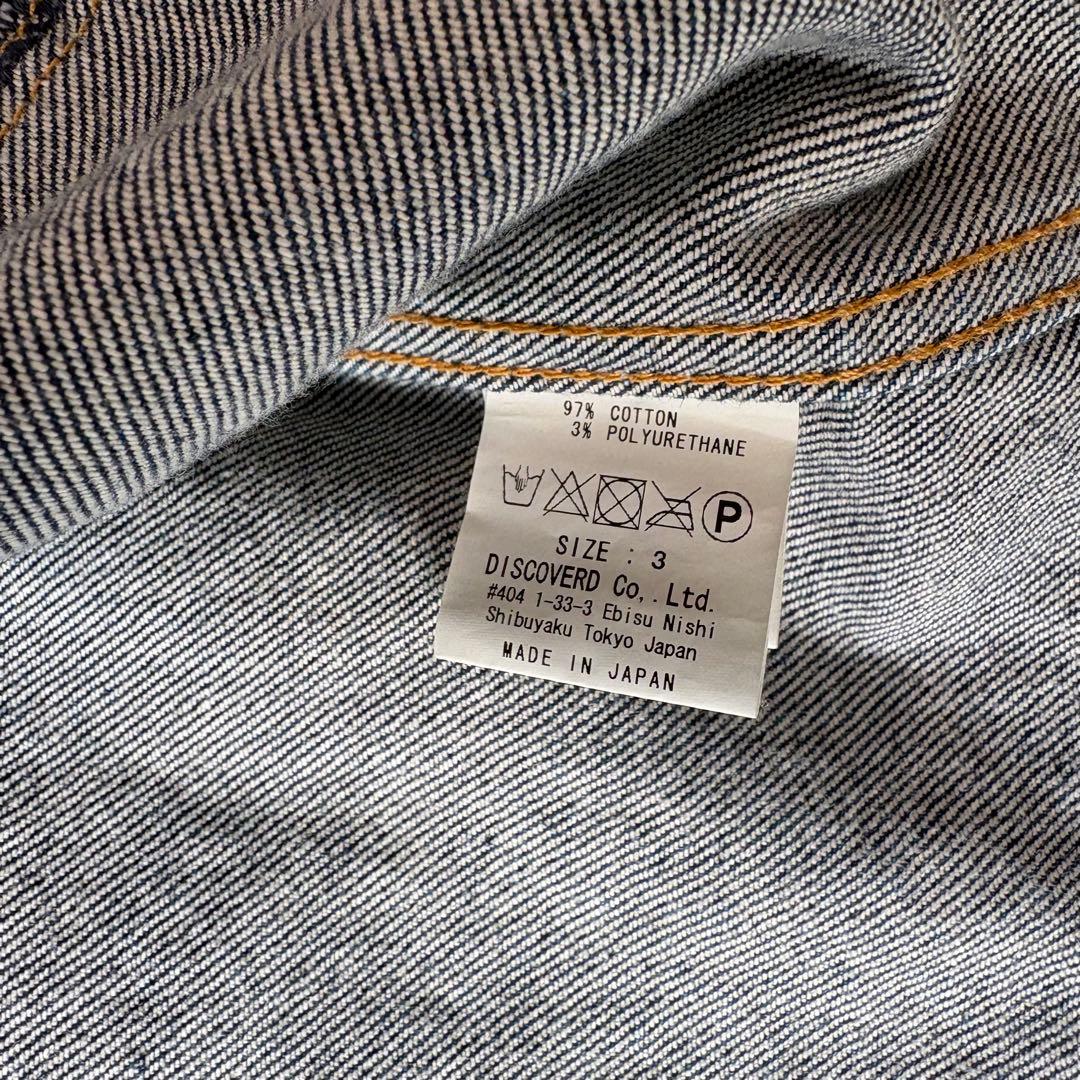 97% COTTON
3% POLYURETHANE
P
SIZE : 3
DISCOVERD Co,.Ltd.
#404 1-33-3 Ebisu Nishi
Shibuyaku Tokyo Japan
MADE IN JAPAN